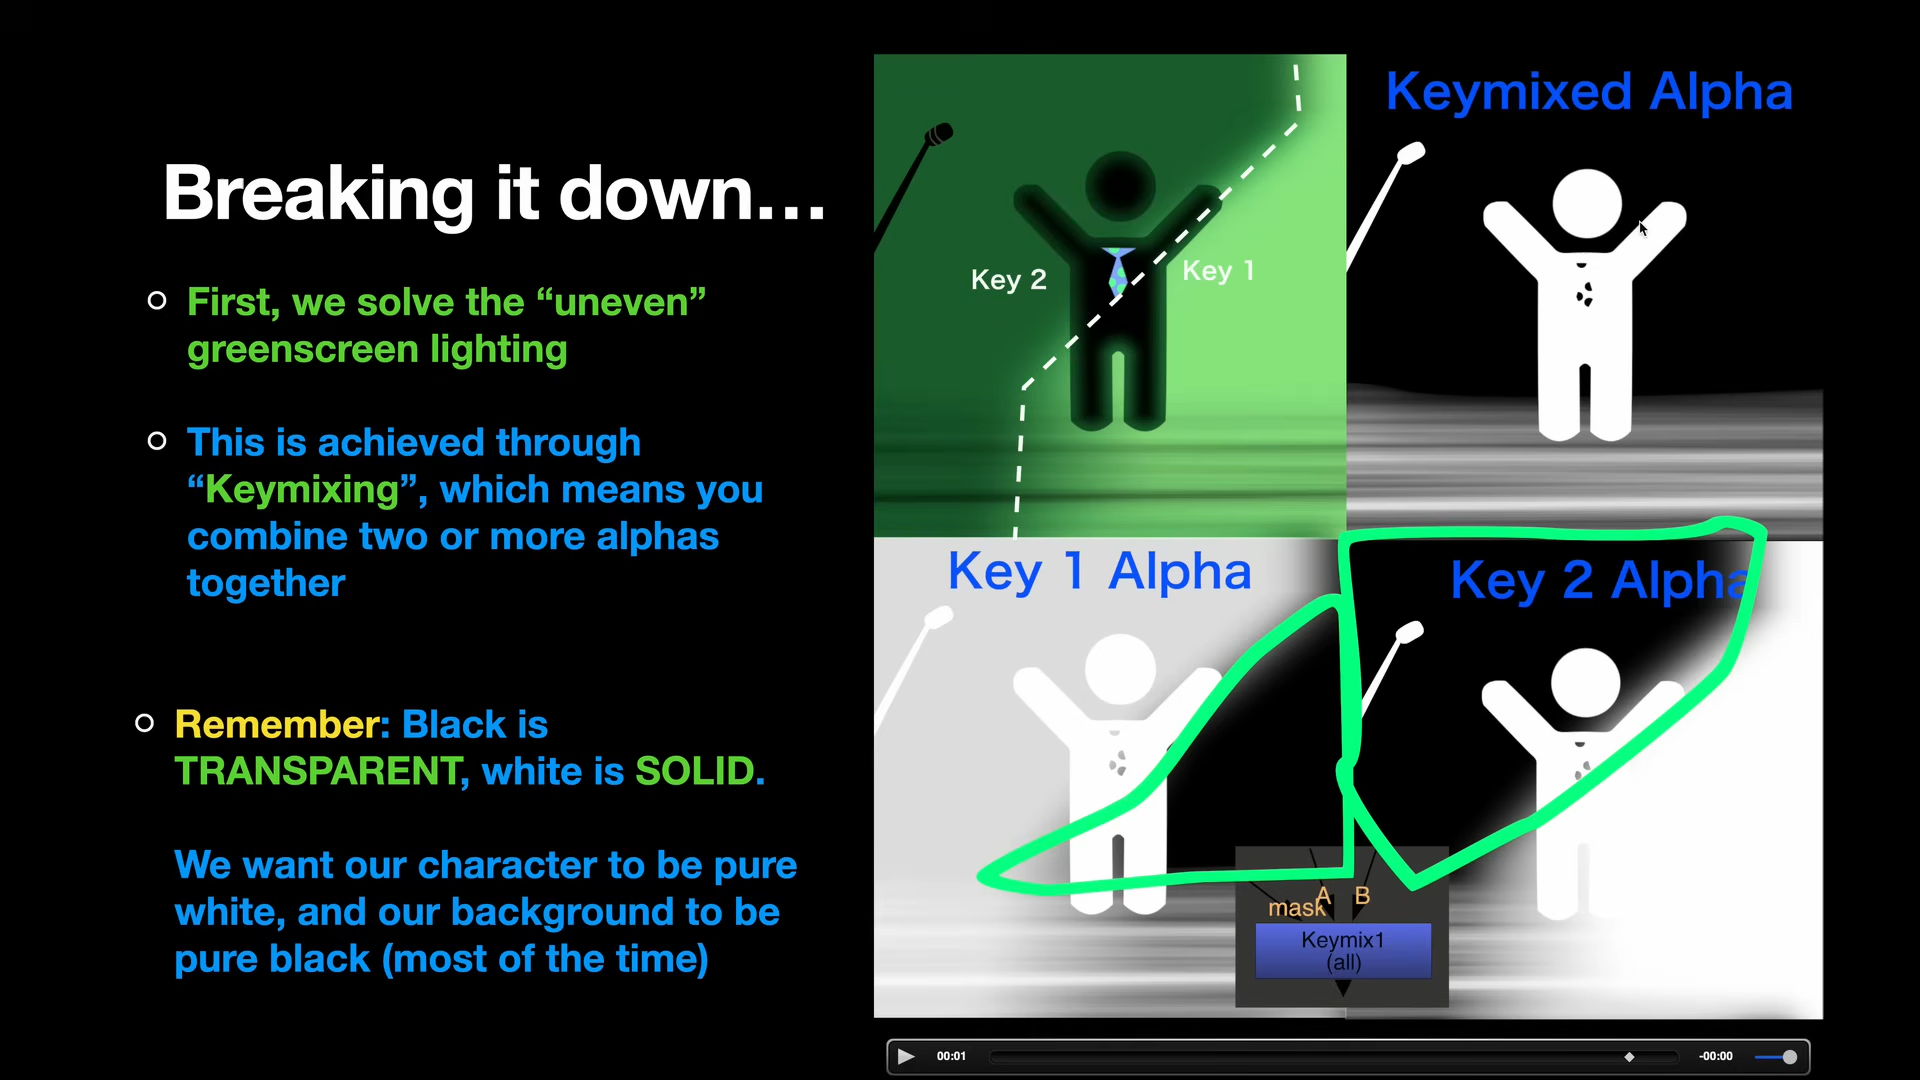 Breaking it down…
First, we solve the “uneven”
greenscreen lighting
This is achieved through
“Keymixing”, which means you
combine two or more alphas
together
Remember: Black is
TRANSPARENT, white is SOLID.
We want our character to be pure
white, and our background to be
pure black (most of the time)
Key 2
Key 1
Keymixed Alpha
Key 1 Alpha
Key 2 Alpha
A
B
mask
Keymix1
(all)
00:01
-00:00